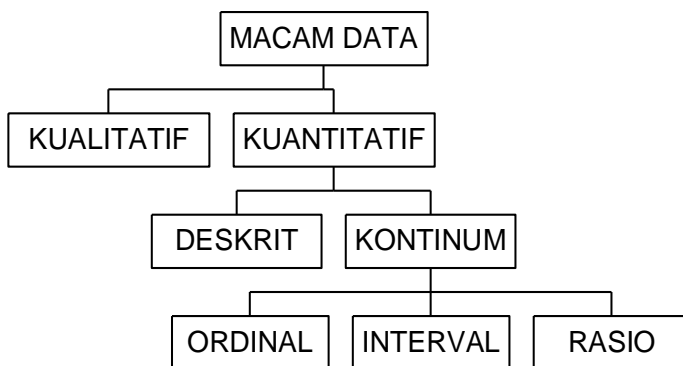 MACAM DATA
KUALITATIF
KUANTITATIF
DESKRIT
KONTINUM
ORDINAL
INTERVAL
RASIO